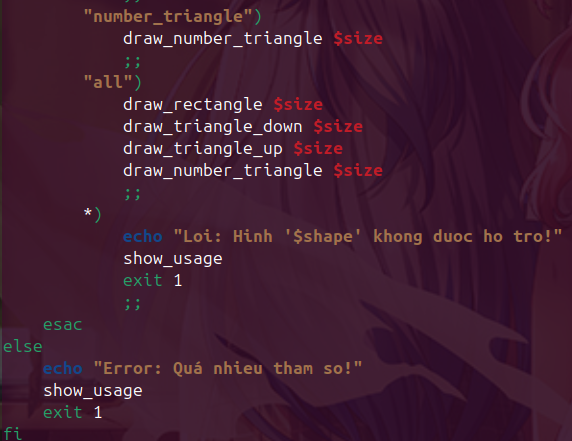 ;;
"number_triangle")
draw_number_triangle $size
;;
"all")
draw_rectangle $size
draw_triangle_down $size
draw_triangle_up $size
draw_number_triangle $size
;;
*)
echo "Loi: Hinh '$shape' khong duoc ho tro!"
show_usage
exit 1
;;
esac
else
echo "Error: Quá nhieu tham so!"
show_usage
exit 1
fi